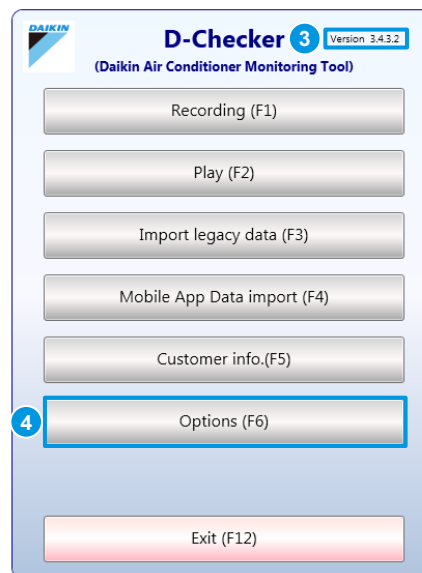 DAIKIN
D-Checker 3 Version 3.4.3.2
(Daikin Air Conditioner Monitoring Tool)
Recording (F1)
Play (F2)
Import legacy data (F3)
Mobile App Data import (F4)
Customer info.(F5)
4 Options (F6)
Exit (F12)